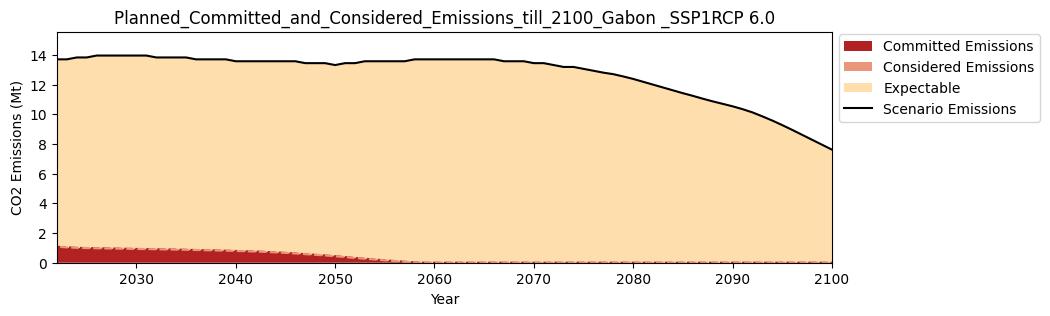 Planned_Committed_and_Considered_Emissions_till_2100_Gabon _SSP1RCP 6.0
CO2 Emissions (Mt)
14
12
10
8
6
4
2
0
2030
2040
2050
2060
2070
2080
2090
2100
Year
Committed Emissions
Considered Emissions
Expectable
Scenario Emissions